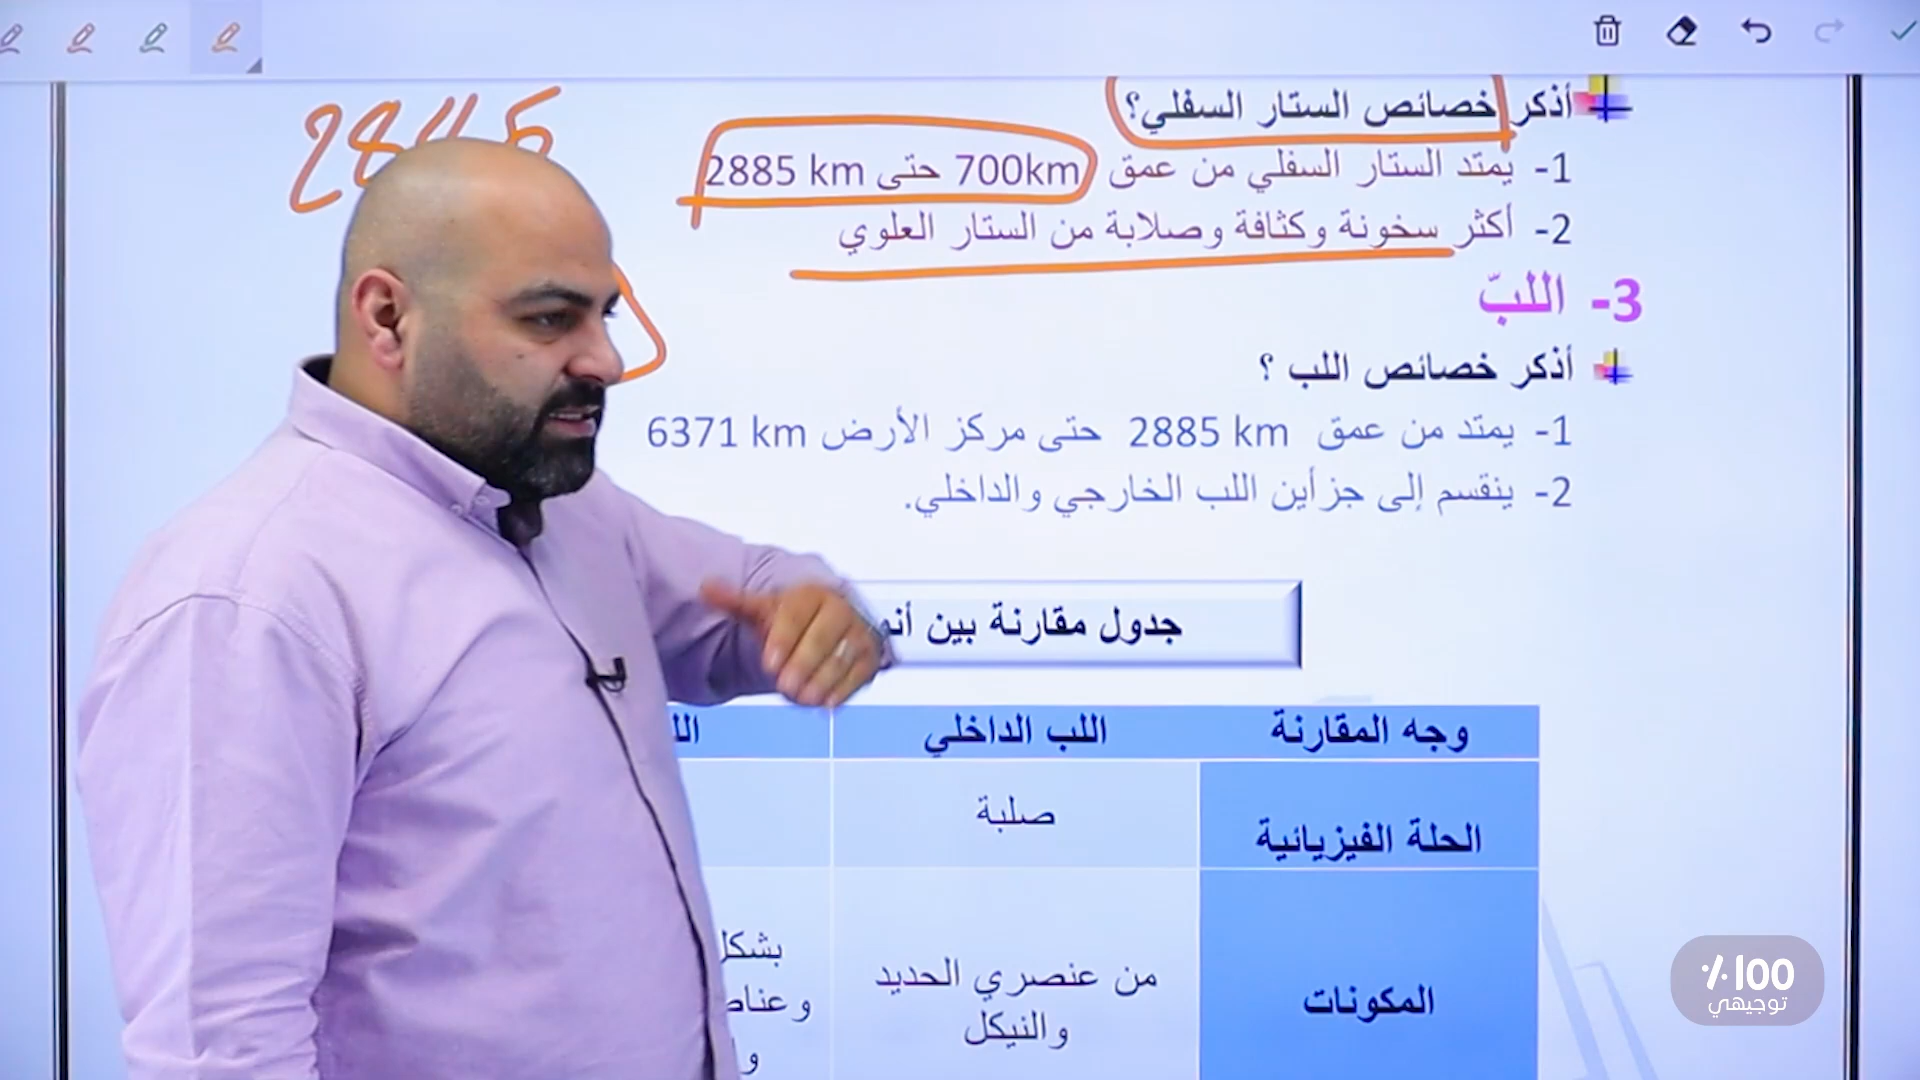 أذكر خصائص الستار السفلي؟
1- يمتد الستار السفلي من عمق 700km حتى 2885 km
2- أكثر سخونة وكثافة وصلابة من الستار العلوي
3- اللبّ
أذكر خصائص اللب ؟
1- يمتد من عمق 2885 km حتى مركز الأرض 6371 km
2- ينقسم إلى جزأين اللب الخارجي والداخلي.
جدول مقارنة بين
وجه المقارنة اللب الداخلي
الحلة الفيزيائية صلبة
المكونات من عنصري الحديد والنيكل
100٪
توجيهي